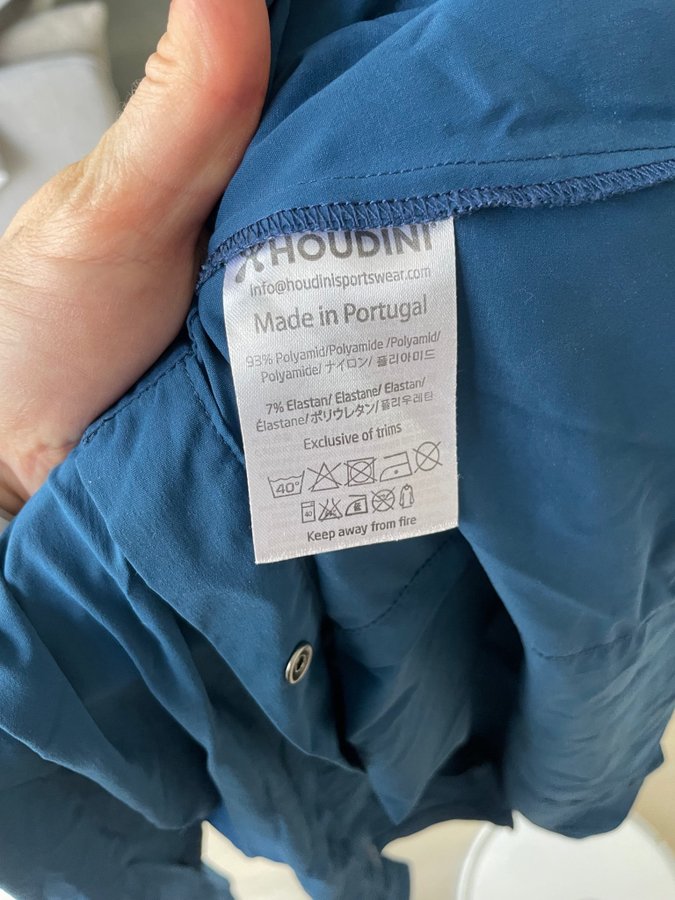 HOUDINI
info@houdinisportswear.com
Made in Portugal
93% Polyamid/Polyamide /Polyamid/
Polyamide/ ナイロン/ 폴리아미드
7% Elastan/ Elastane/ Elastan/
Élastane/ポリウレタン/폴리우레탄
Exclusive of trims
40°
40
Keep away from fire